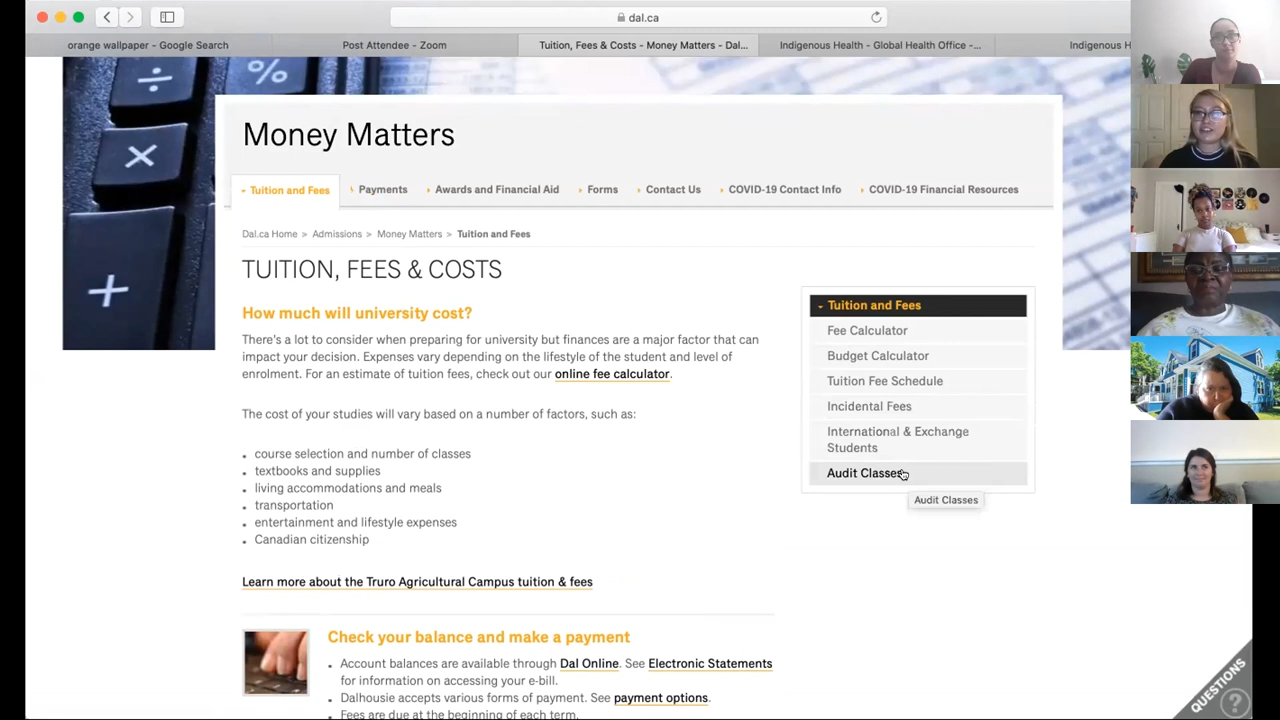 dal.ca
orange wallpaper - Google Search
Post Attendee - Zoom
Tuition, Fees & Costs - Money Matters - Dal...
Indigenous Health - Global Health Office -...
Indigenous H
÷
%
×
+
Money Matters
Tuition and Fees
Payments
Awards and Financial Aid
Forms
Contact Us
COVID-19 Contact Info
COVID-19 Financial Resources
Dal.ca Home > Admissions > Money Matters > Tuition and Fees
TUITION, FEES & COSTS
How much will university cost?
There's a lot to consider when preparing for university but finances are a major factor that can
impact your decision. Expenses vary depending on the lifestyle of the student and level of
enrolment. For an estimate of tuition fees, check out our online fee calculator.
The cost of your studies will vary based on a number of factors, such as:
course selection and number of classes
textbooks and supplies
living accommodations and meals
transportation
entertainment and lifestyle expenses
Canadian citizenship
Learn more about the Truro Agricultural Campus tuition & fees
Check your balance and make a payment
Account balances are available through Dal Online. See Electronic Statements
for information on accessing your e-bill.
Dalhousie accepts various forms of payment. See payment options.
Fees are due at the beginning of each term.
Tuition and Fees
Fee Calculator
Budget Calculator
Tuition Fee Schedule
Incidental Fees
International & Exchange
Students
Audit Classes
Audit Classes
QUESTIONS
?